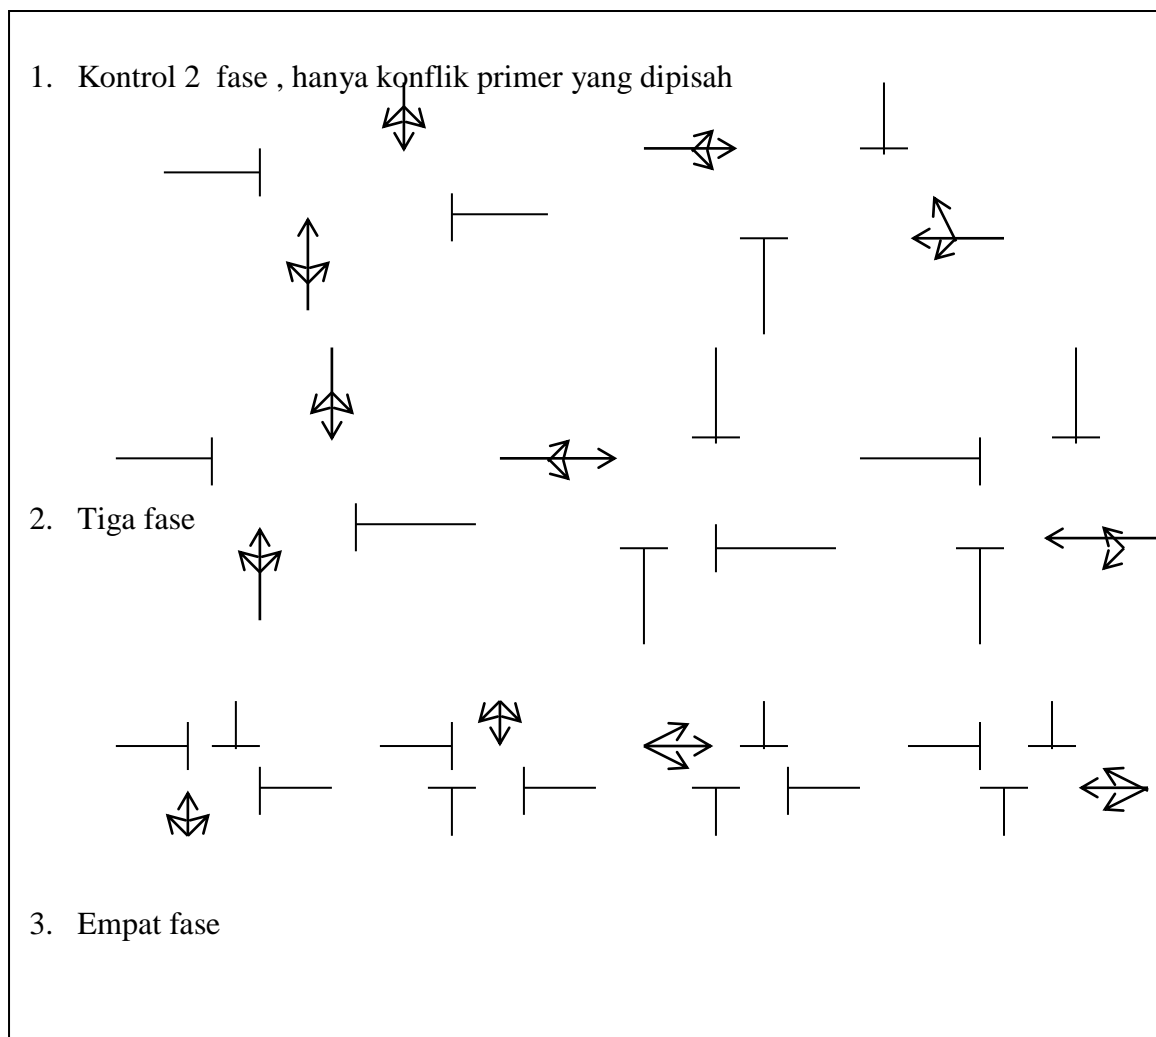 1. Kontrol 2 fase , hanya konflik primer yang dipisah
2. Tiga fase
3. Empat fase